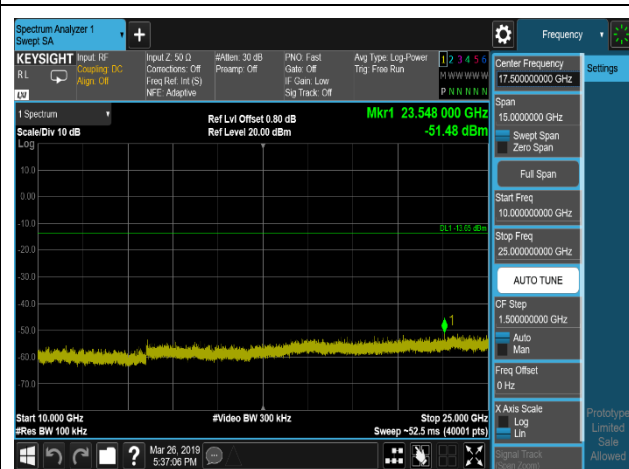 Spectrum Analyzer 1
Swept SA
+
Frequency
KEYSIGHT
RL
Input: RF
Coupling: DC
Align: Off
Input Z: 50 Ω
Corrections: Off
Freq Ref: Int (S)
NFE: Adaptive
#Atten: 30 dB
Preamp: Off
PNO: Fast
Gate: Off
IF Gain: Low
Sig Track: Off
Avg Type: Log-Power
Trig: Free Run
1 2 3 4 5 6
M W W W W W
P N N N N N
LXI
1 Spectrum
Scale/Div 10 dB
Log
Ref Lvl Offset 0.80 dB
Ref Level 20.00 dBm
Mkr1 23.548 000 GHz
-51.48 dBm
10.0
0.00
-10.0
-20.0
-30.0
-40.0
-50.0
-60.0
-70.0
DL1 -13.65 dBm
1
Start 10.000 GHz
#Res BW 100 kHz
#Video BW 300 kHz
Stop 25.000 GHz
Sweep ~52.5 ms (40001 pts)
Center Frequency
17.500000000 GHz
Settings
Span
15.0000000 GHz
Swept Span
Zero Span
Full Span
Start Freq
10.000000000 GHz
Stop Freq
25.000000000 GHz
AUTO TUNE
CF Step
1.500000000 GHz
Auto
Man
Freq Offset
0 Hz
X Axis Scale
Log
Lin
Signal Track
(Span Zoom)
Prototype
Limited
Sale
Allowed
?
Mar 26, 2019
5:37:06 PM